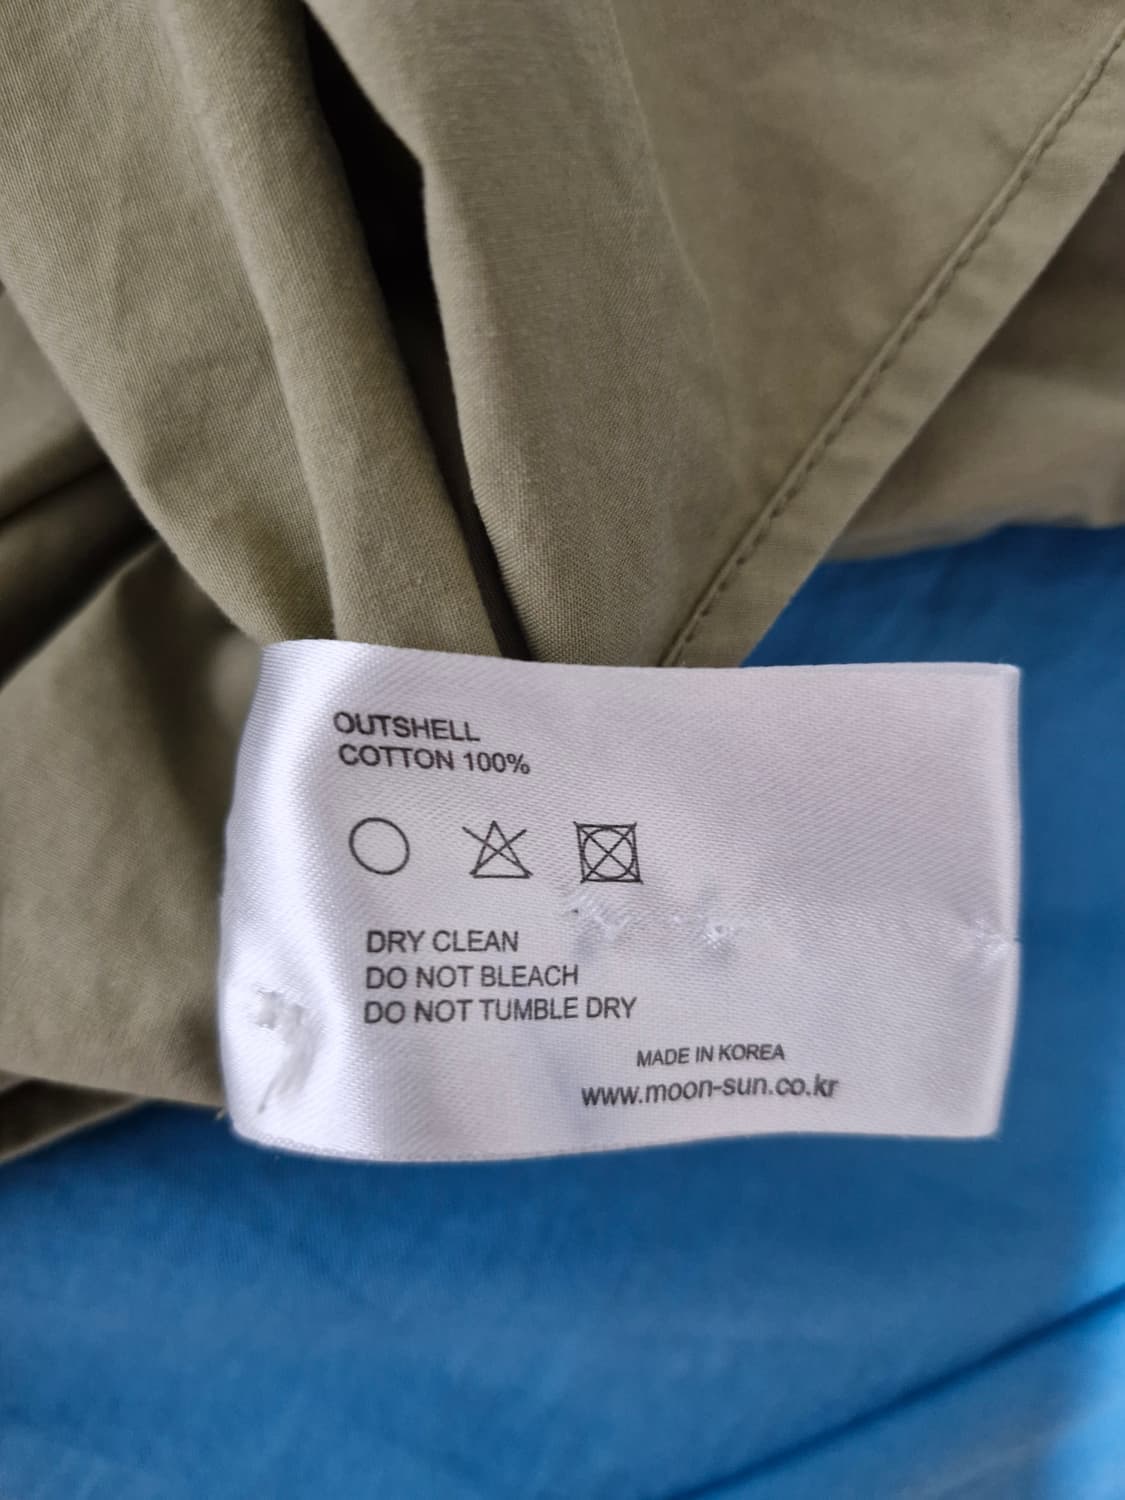 OUTSHELL
COTTON 100%
DRY CLEAN
DO NOT BLEACH
DO NOT TUMBLE DRY
MADE IN KOREA
www.moon-sun.co.kr